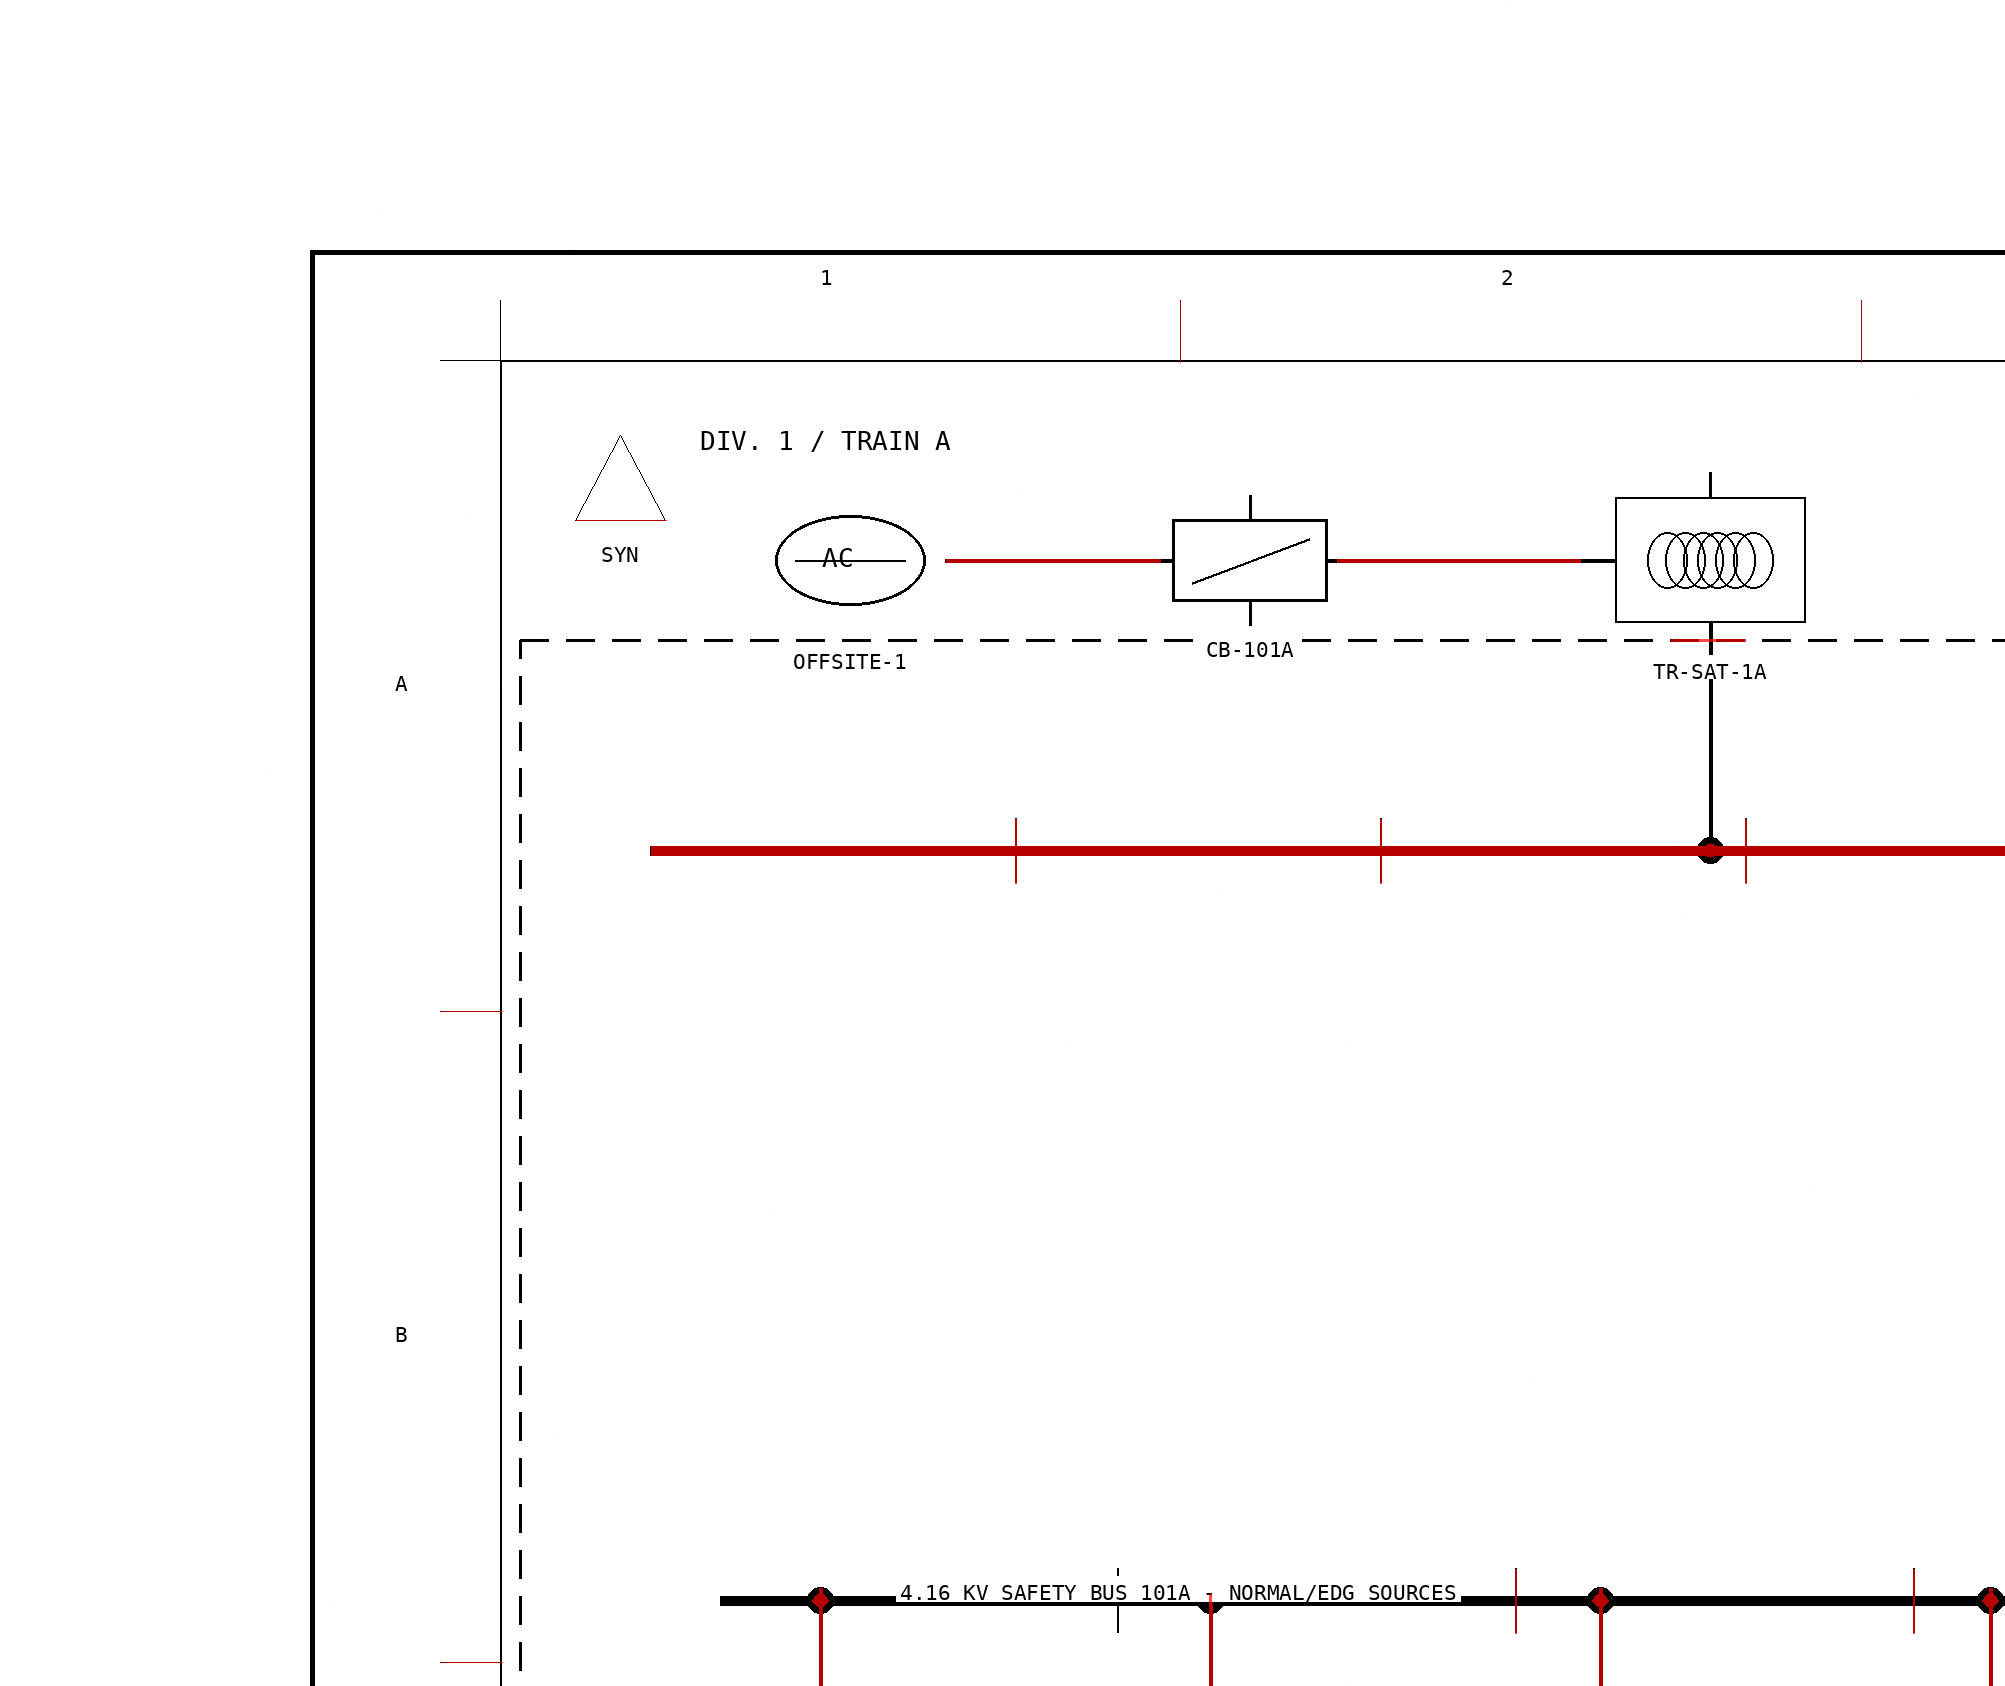 1
2
DIV. 1 / TRAIN A
SYN
AC
OFFSITE-1
CB-101A
TR-SAT-1A
A
B
4.16 KV SAFETY BUS 101A - NORMAL/EDG SOURCES